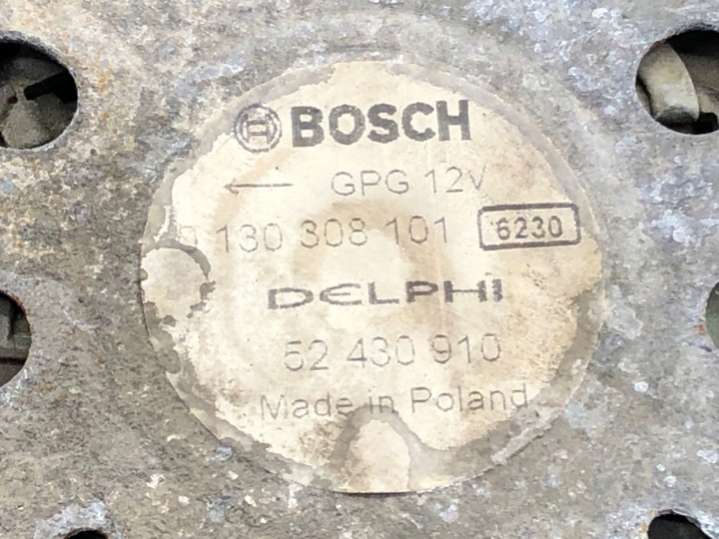 BOSCH
GPG 12V
0 130 308 101 6230
DELPHI
52 430 910
Made in Poland